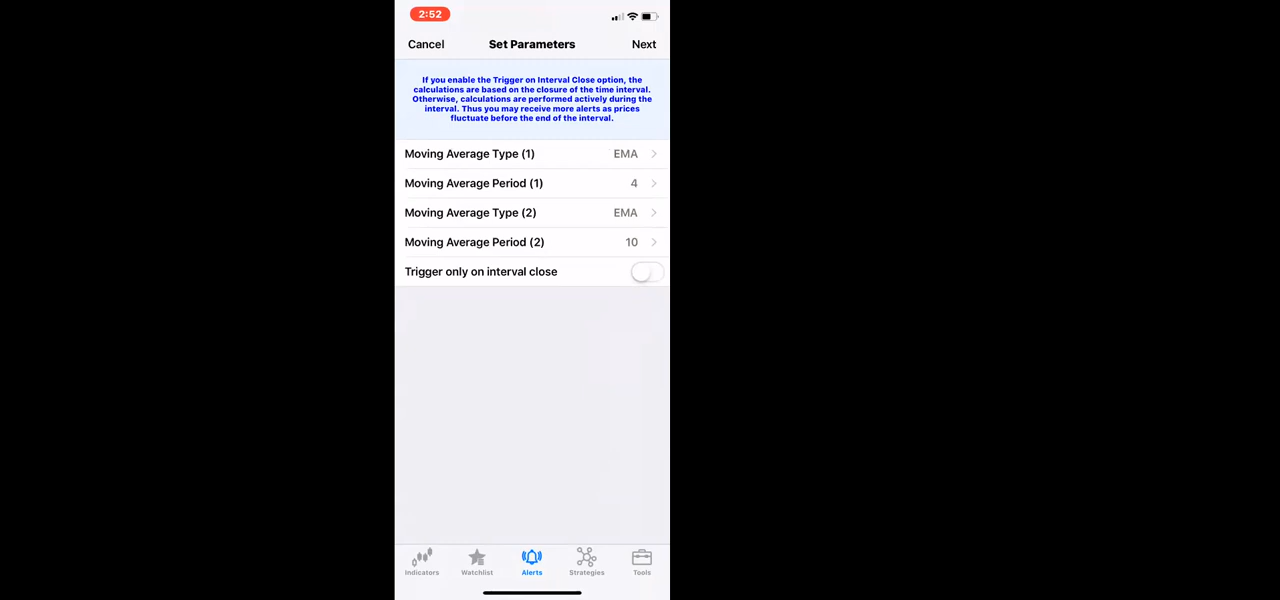 2:52
Cancel Set Parameters Next
If you enable the Trigger on Interval Close option, the
calculations are based on the closure of the time interval.
Otherwise, calculations are performed actively during the
interval. Thus you may receive more alerts as prices
fluctuate before the end of the interval.
Moving Average Type (1) EMA
Moving Average Period (1) 4
Moving Average Type (2) EMA
Moving Average Period (2) 10
Trigger only on interval close
Indicators Watchlist Alerts Strategies Tools